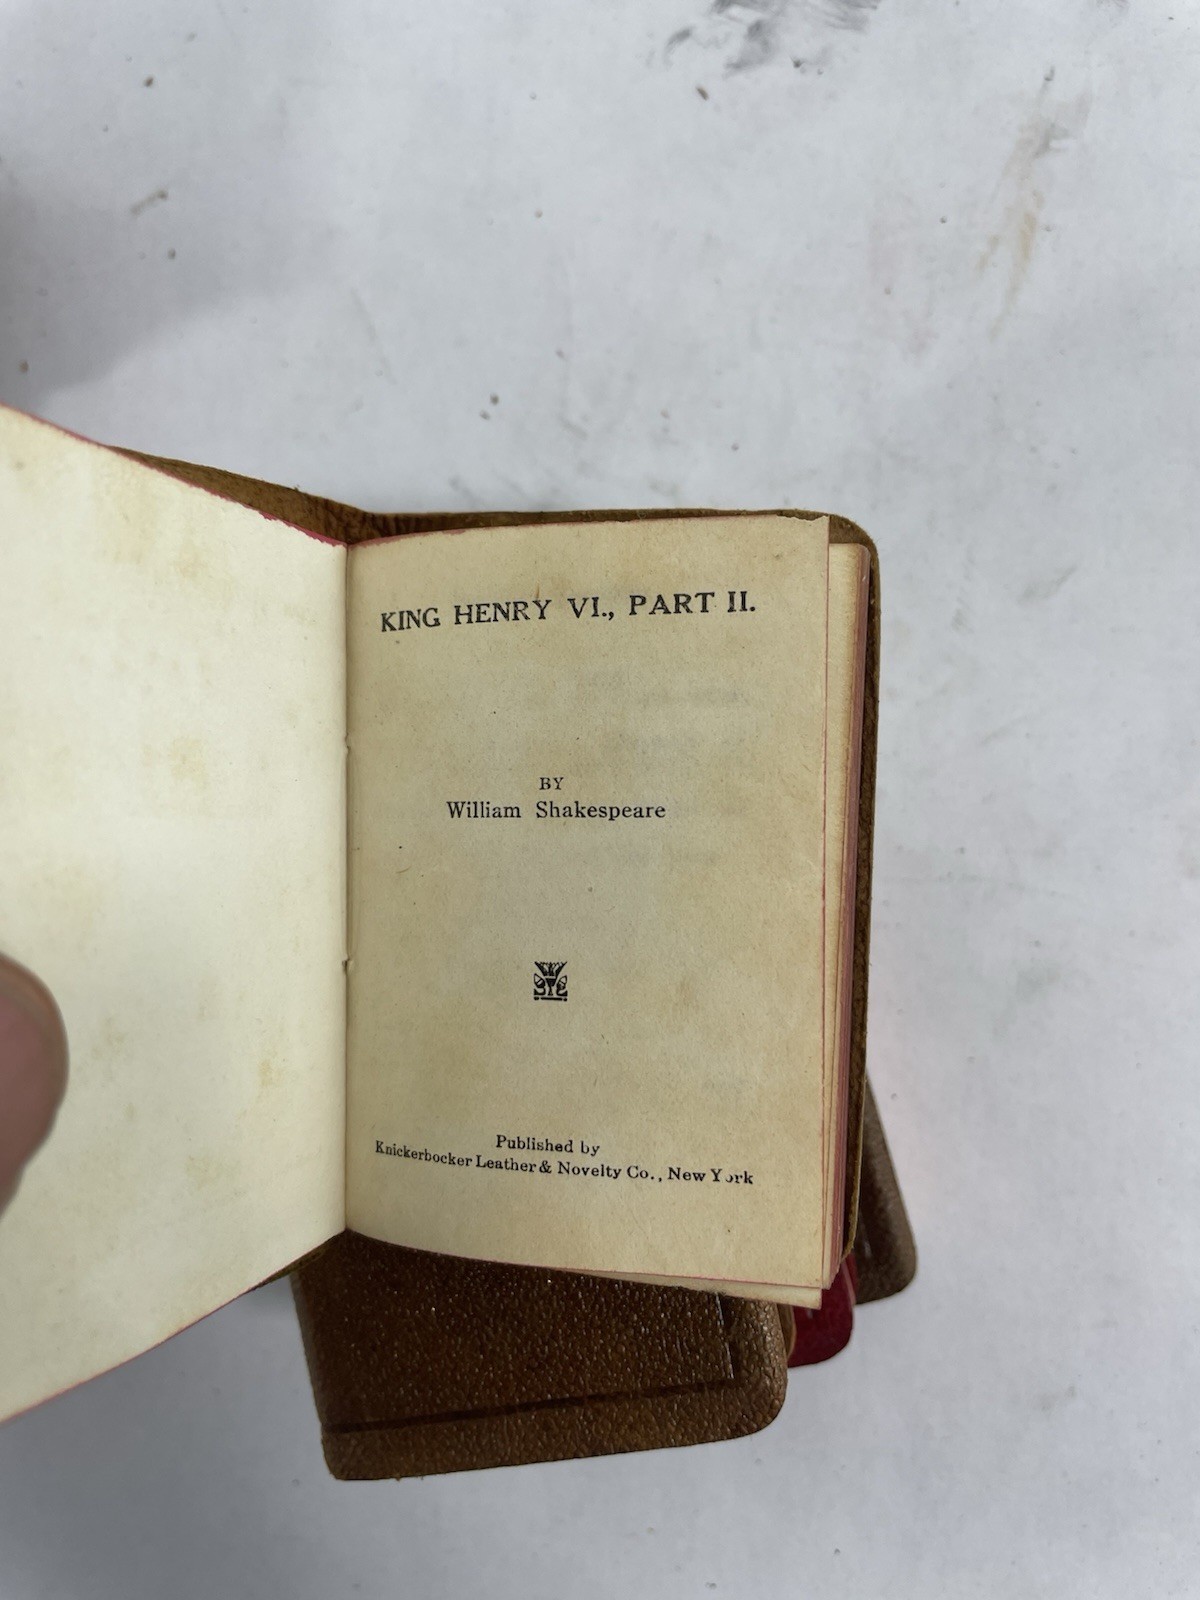 KING HENRY VI., PART II.
BY
William Shakespeare
Published by
Knickerbocker Leather & Novelty Co., New York